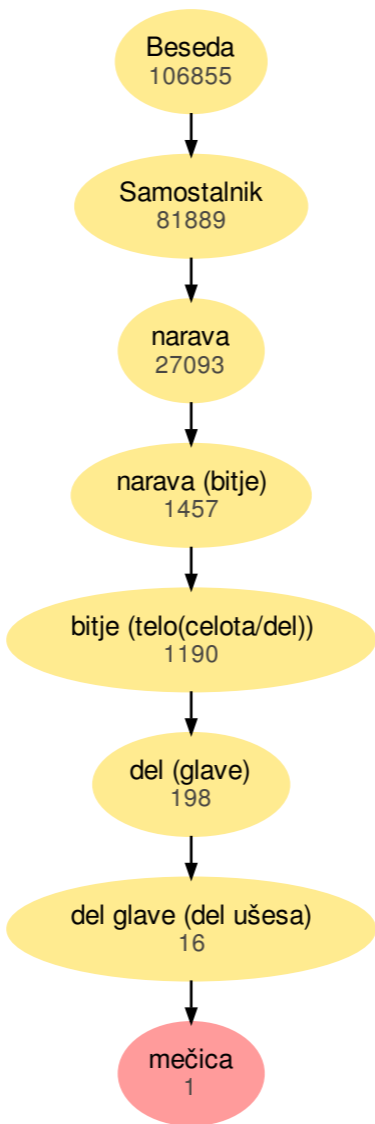 Beseda
106855
Samostalnik
81889
narava
27093
narava (bitje)
1457
bitje (telo(celota/del))
1190
del (glave)
198
del glave (del ušesa)
16
mečica
1